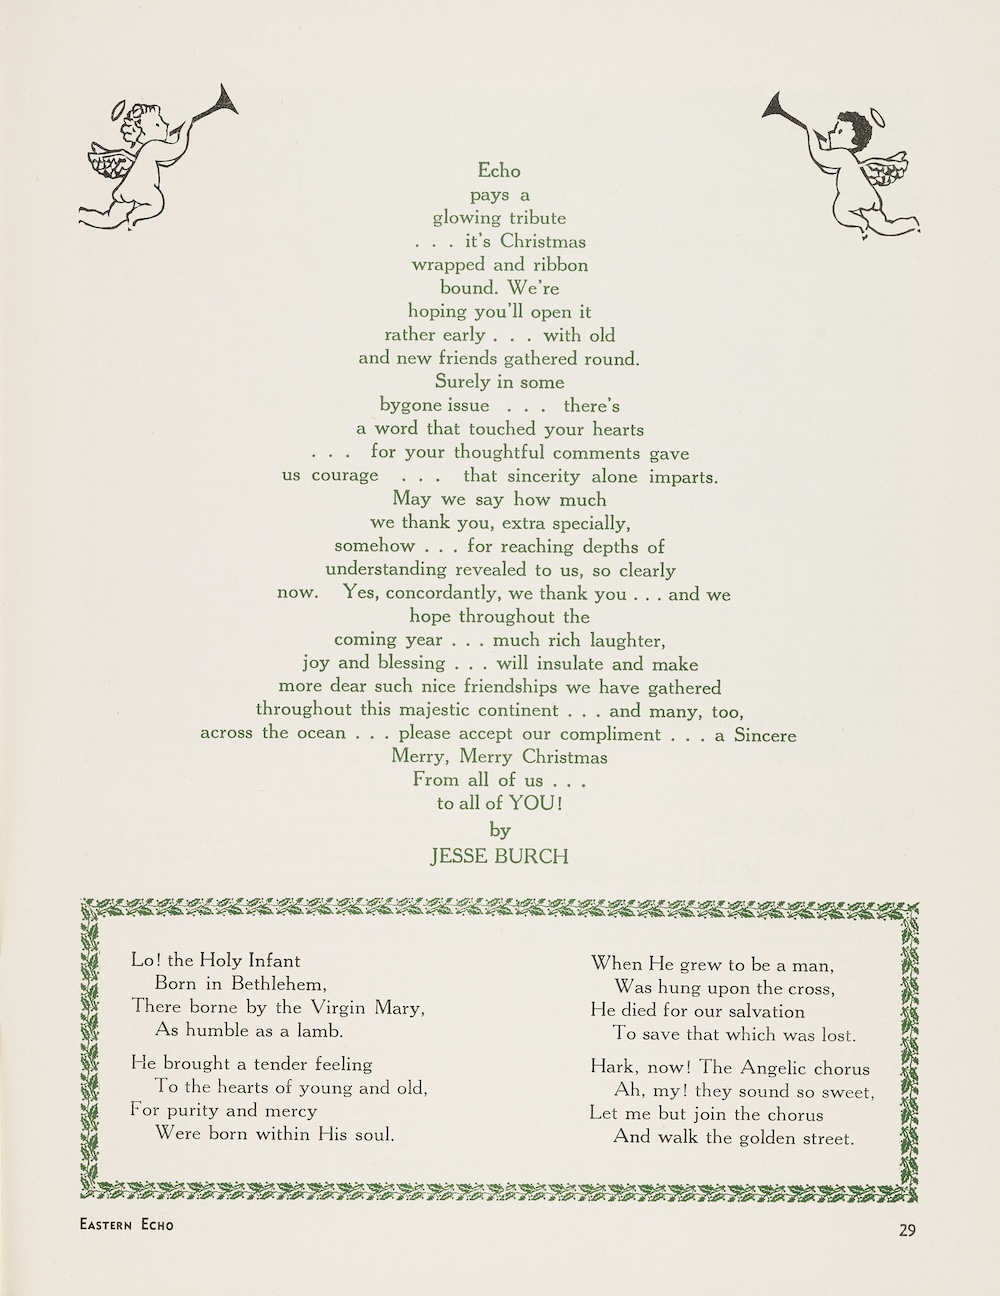 Echo
pays a
glowing tribute
. . . it's Christmas
wrapped and ribbon
bound. We're
hoping you'll open it
rather early . . . with old
and new friends gathered round.
Surely in some
bygone issue . . . there's
a word that touched your hearts
. . . for your thoughtful comments gave
us courage . . . that sincerity alone imparts.
May we say how much
we thank you, extra specially,
somehow . . . for reaching depths of
understanding revealed to us, so clearly
now. Yes, concordantly, we thank you . . . and we
hope throughout the
coming year . . . much rich laughter,
joy and blessing . . . will insulate and make
more dear such nice friendships we have gathered
throughout this majestic continent . . . and many, too,
across the ocean . . . please accept our compliment . . . a Sincere
Merry, Merry Christmas
From all of us . . .
to all of YOU!
by
JESSE BURCH
Lo! the Holy Infant
Born in Bethlehem,
There borne by the Virgin Mary,
As humble as a lamb.
He brought a tender feeling
To the hearts of young and old,
For purity and mercy
Were born within His soul.
When He grew to be a man,
Was hung upon the cross,
He died for our salvation
To save that which was lost.
Hark, now! The Angelic chorus
Ah, my! they sound so sweet,
Let me but join the chorus
And walk the golden street.
EASTERN ECHO
29